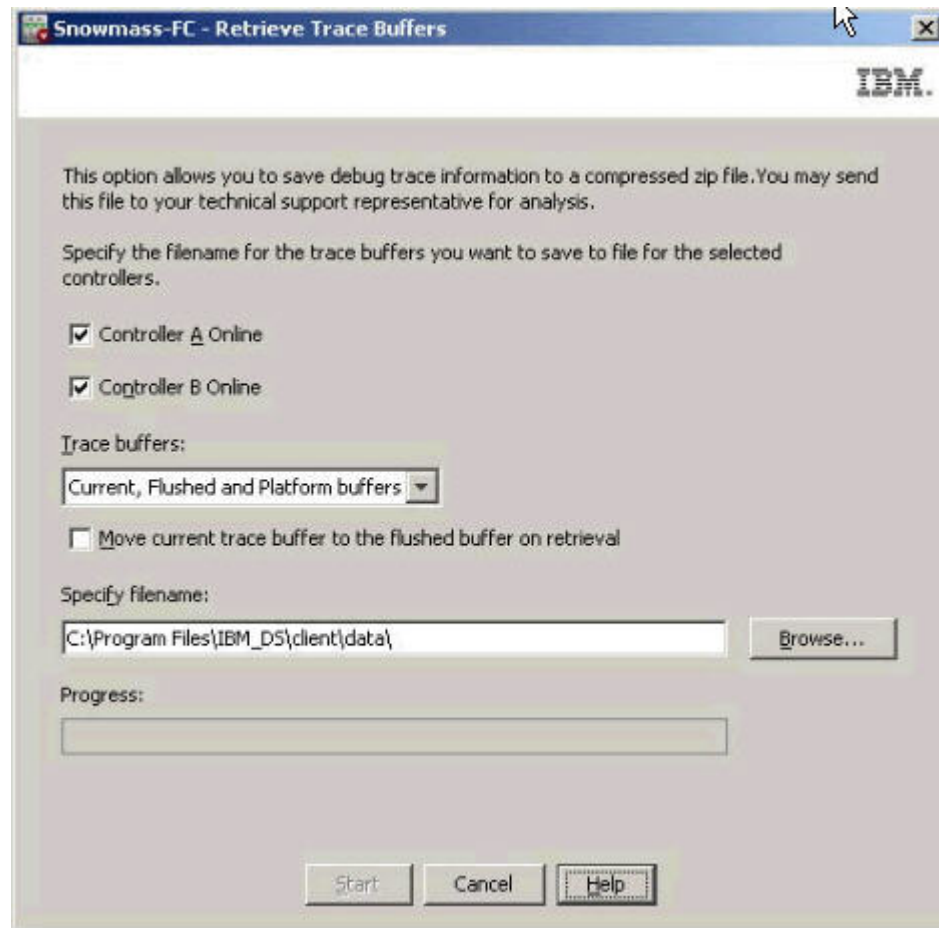 Snowmass-FC - Retrieve Trace Buffers
IBM.
This option allows you to save debug trace information to a compressed zip file.You may send
this file to your technical support representative for analysis.
Specify the filename for the trace buffers you want to save to file for the selected
controllers.
Controller A Online
Controller B Online
Trace buffers:
Current, Flushed and Platform buffers
Move current trace buffer to the flushed buffer on retrieval
Specify filename:
C:\Program Files\IBM_DS\client\data\
Browse...
Progress:
Start Cancel Help